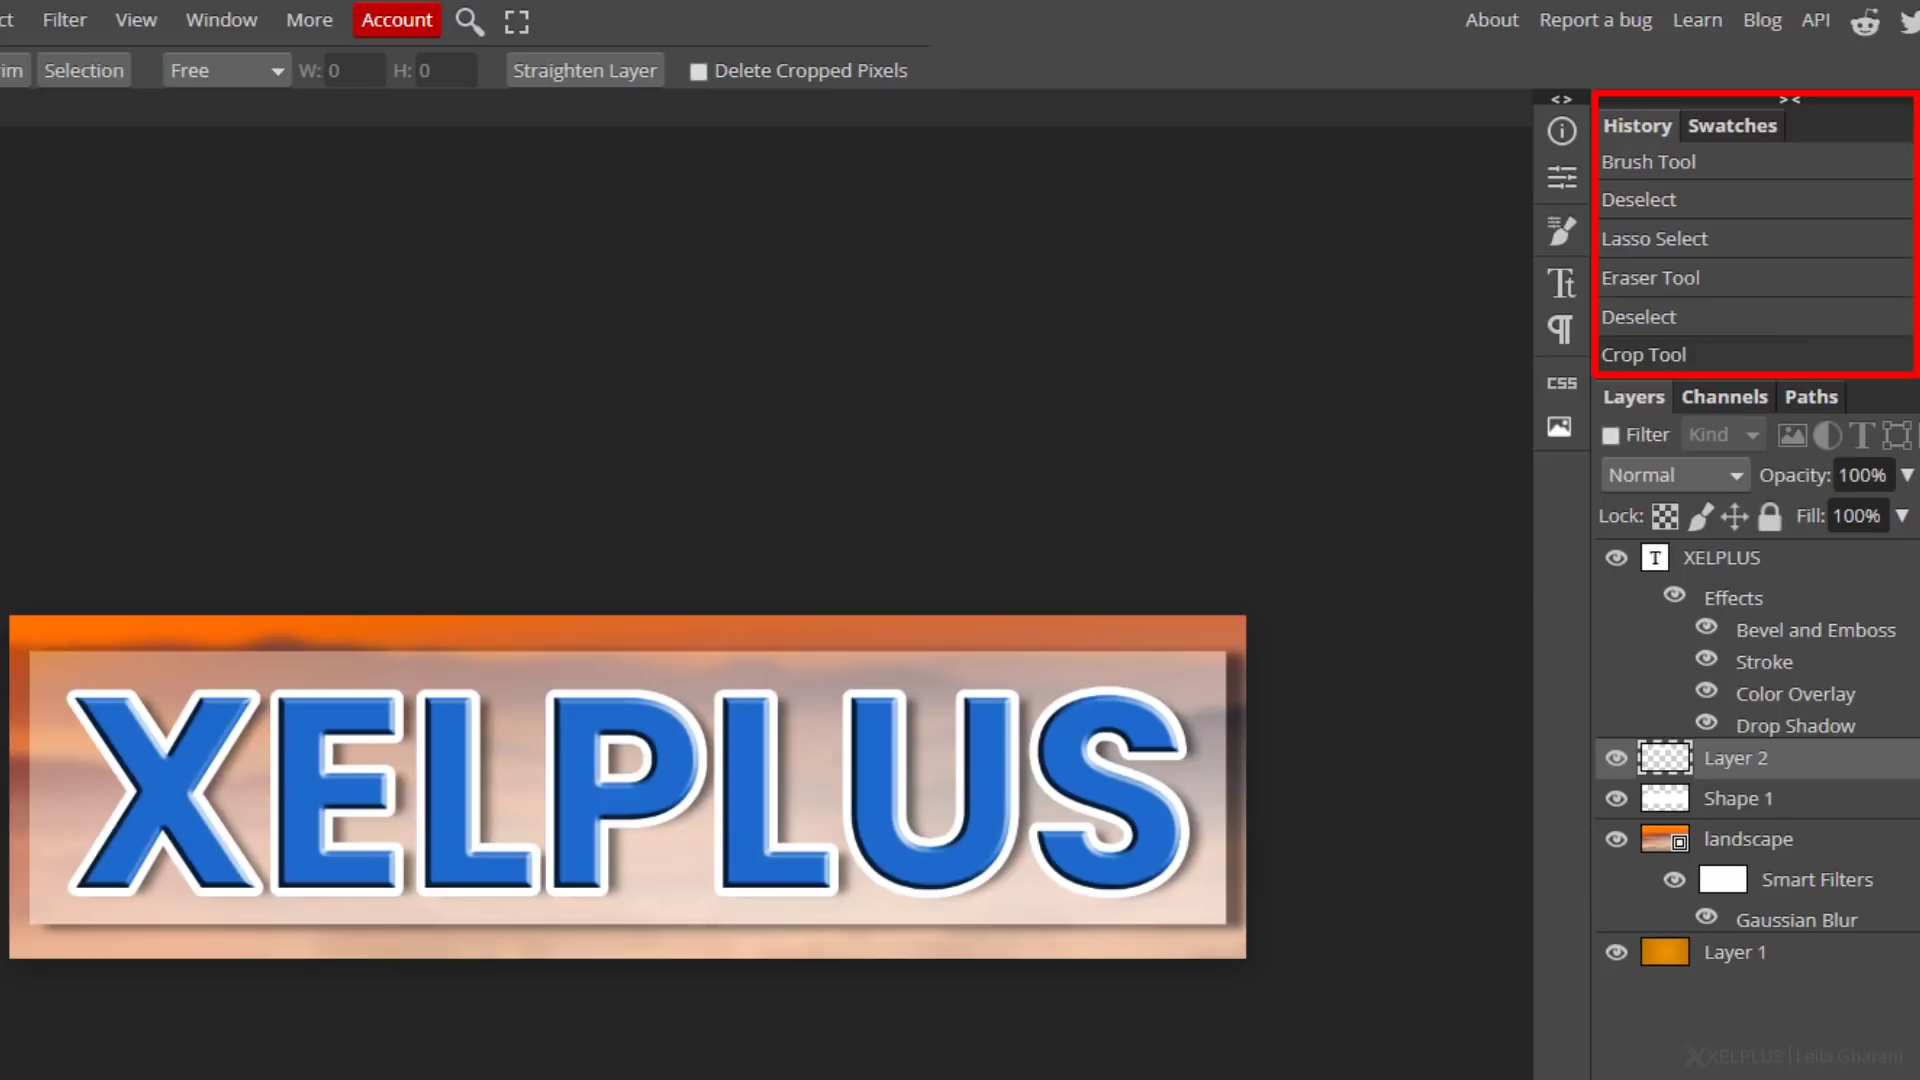 ct Filter View Window More Account About Report a bug Learn Blog API
im Selection Free W: 0 H: 0 Straighten Layer Delete Cropped Pixels
< >
> <
History Swatches
Brush Tool
Deselect
Lasso Select
Eraser Tool
Deselect
Crop Tool
Tt
¶
CSS
Layers Channels Paths
Filter Kind T
Normal Opacity: 100%
Lock: Fill: 100%
T XELPLUS
Effects
Bevel and Emboss
Stroke
Color Overlay
Drop Shadow
Layer 2
Shape 1
landscape
Smart Filters
Gaussian Blur
Layer 1
XELPLUS
XELPLUS | Leila Gharani